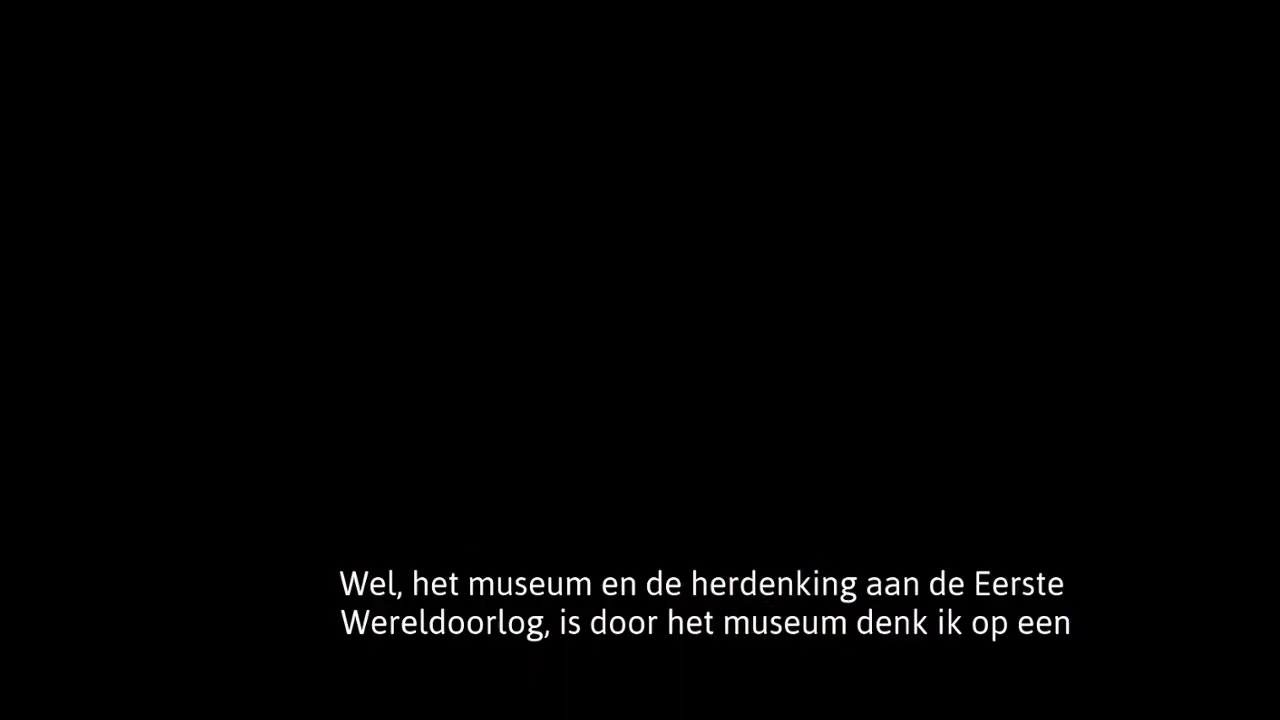 Wel, het museum en de herdenking aan de Eerste
Wereldoorlog, is door het museum denk ik op een